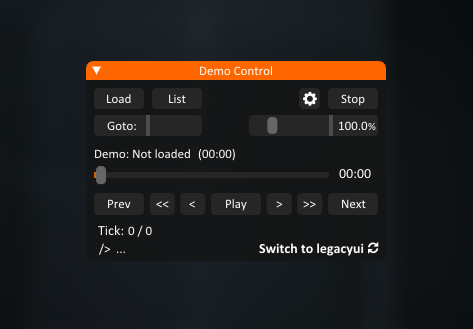 Demo Control
Load List Stop
Goto: 100.0%
Demo: Not loaded (00:00)
00:00
Prev << < Play > >> Next
Tick: 0 / 0
/> ... Switch to legacyui